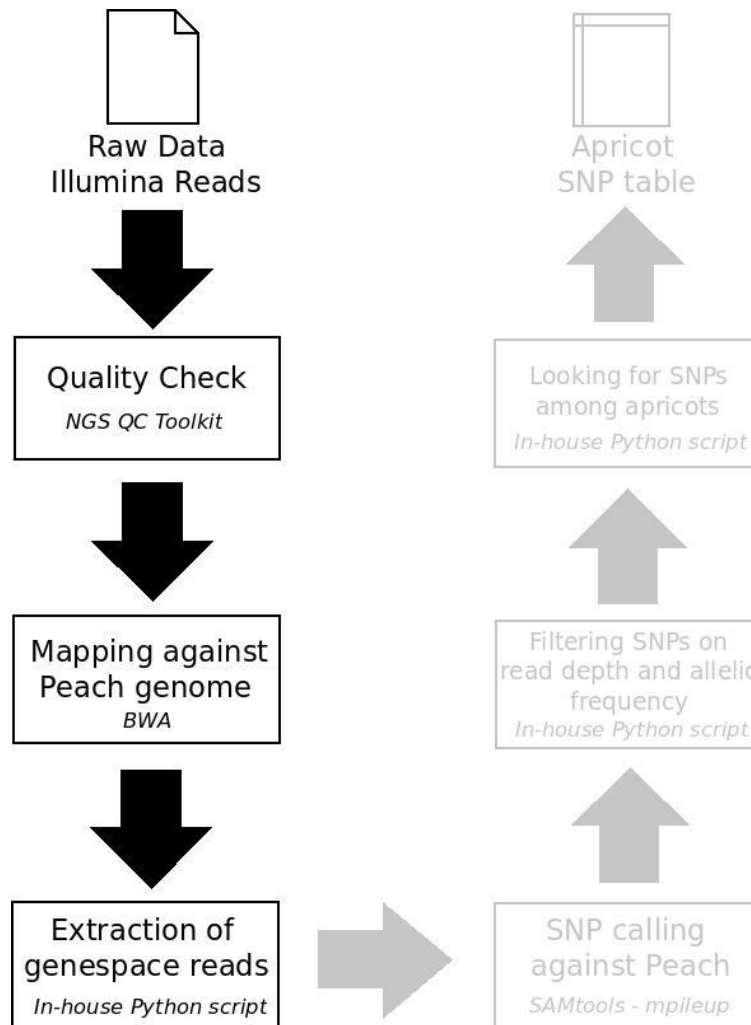 Raw Data
Illumina Reads
Quality Check
NGS QC Toolkit
Mapping against
Peach genome
BWA
Extraction of
genespace reads
In-house Python script
SNP calling
against Peach
SAMtools - mpileup
Filtering SNPs on
read depth and allelic
frequency
In-house Python script
Looking for SNPs
among apricots
In-house Python script
Apricot
SNP table